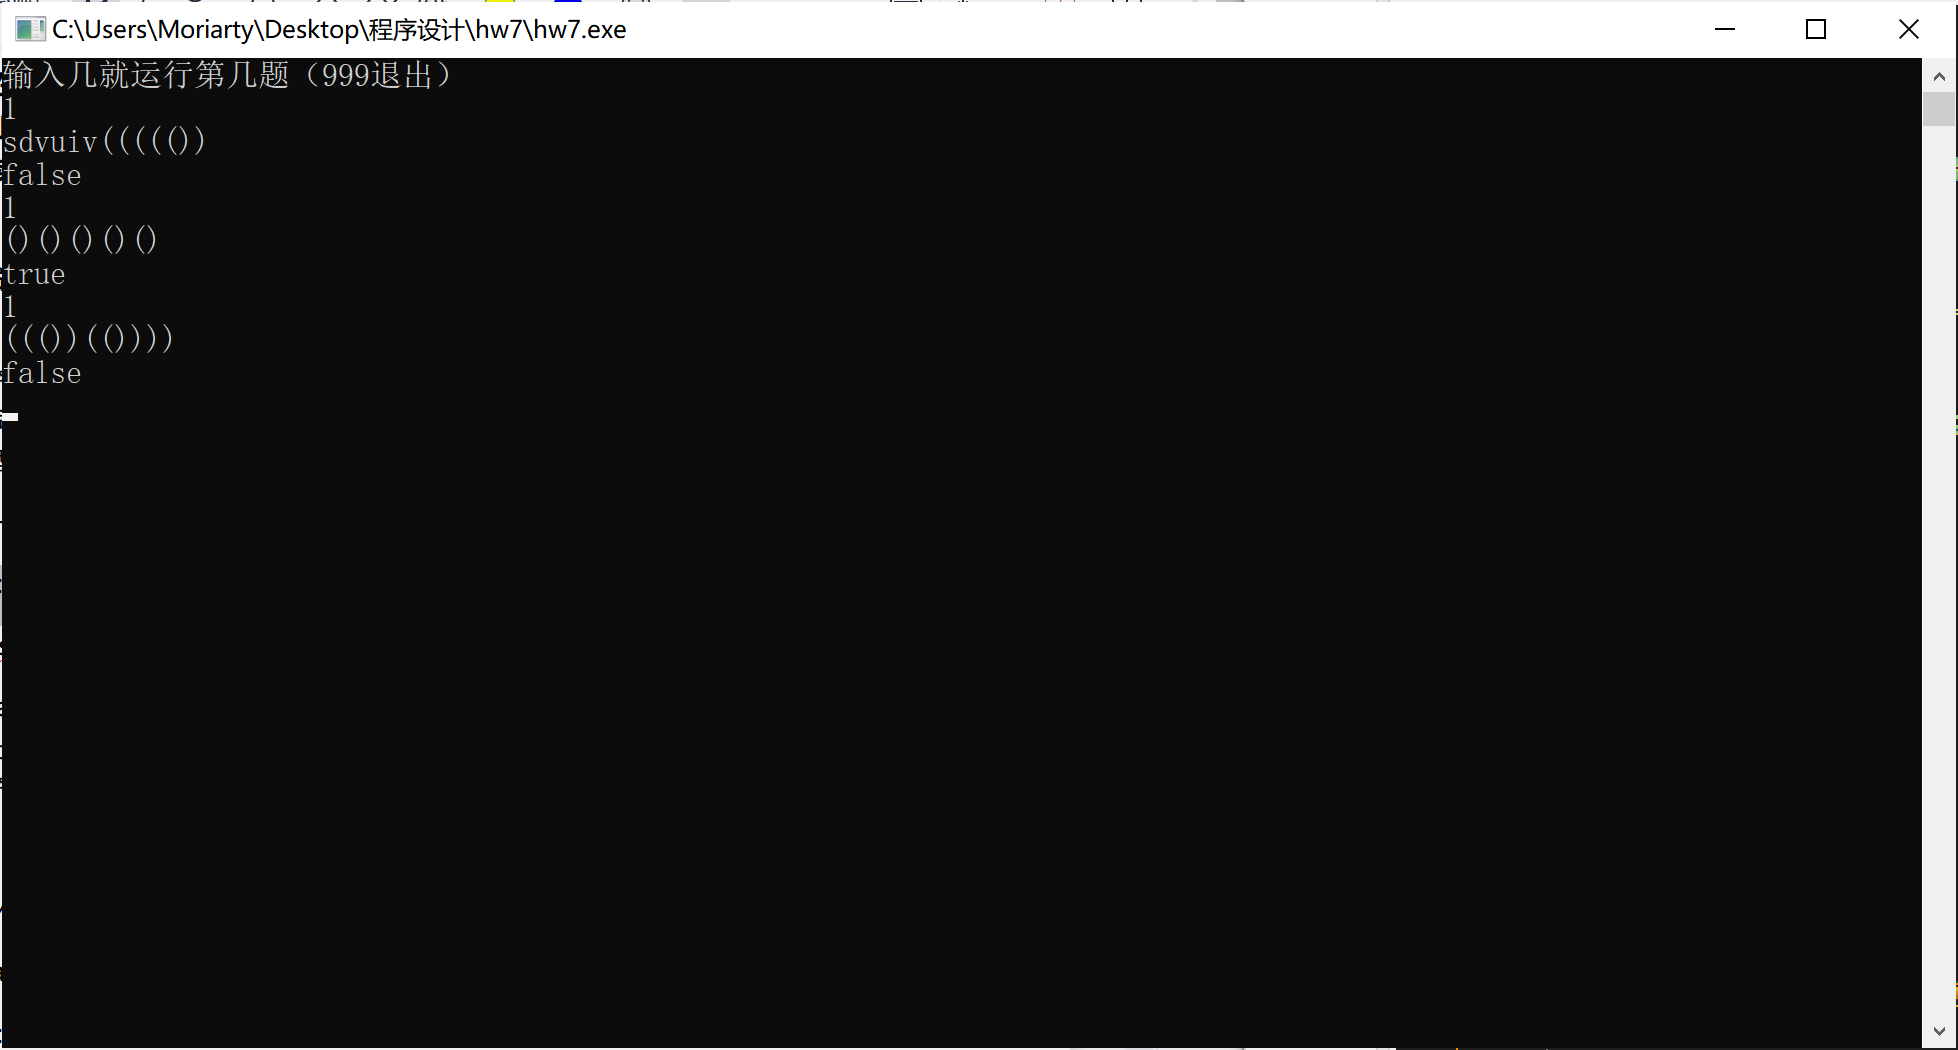 C:\Users\Moriarty\Desktop\程序设计\hw7\hw7.exe
输入几就运行第几题（999退出）
1
sdvuiv((((())
false
1
()()()()()
true
1
((())(())))
false